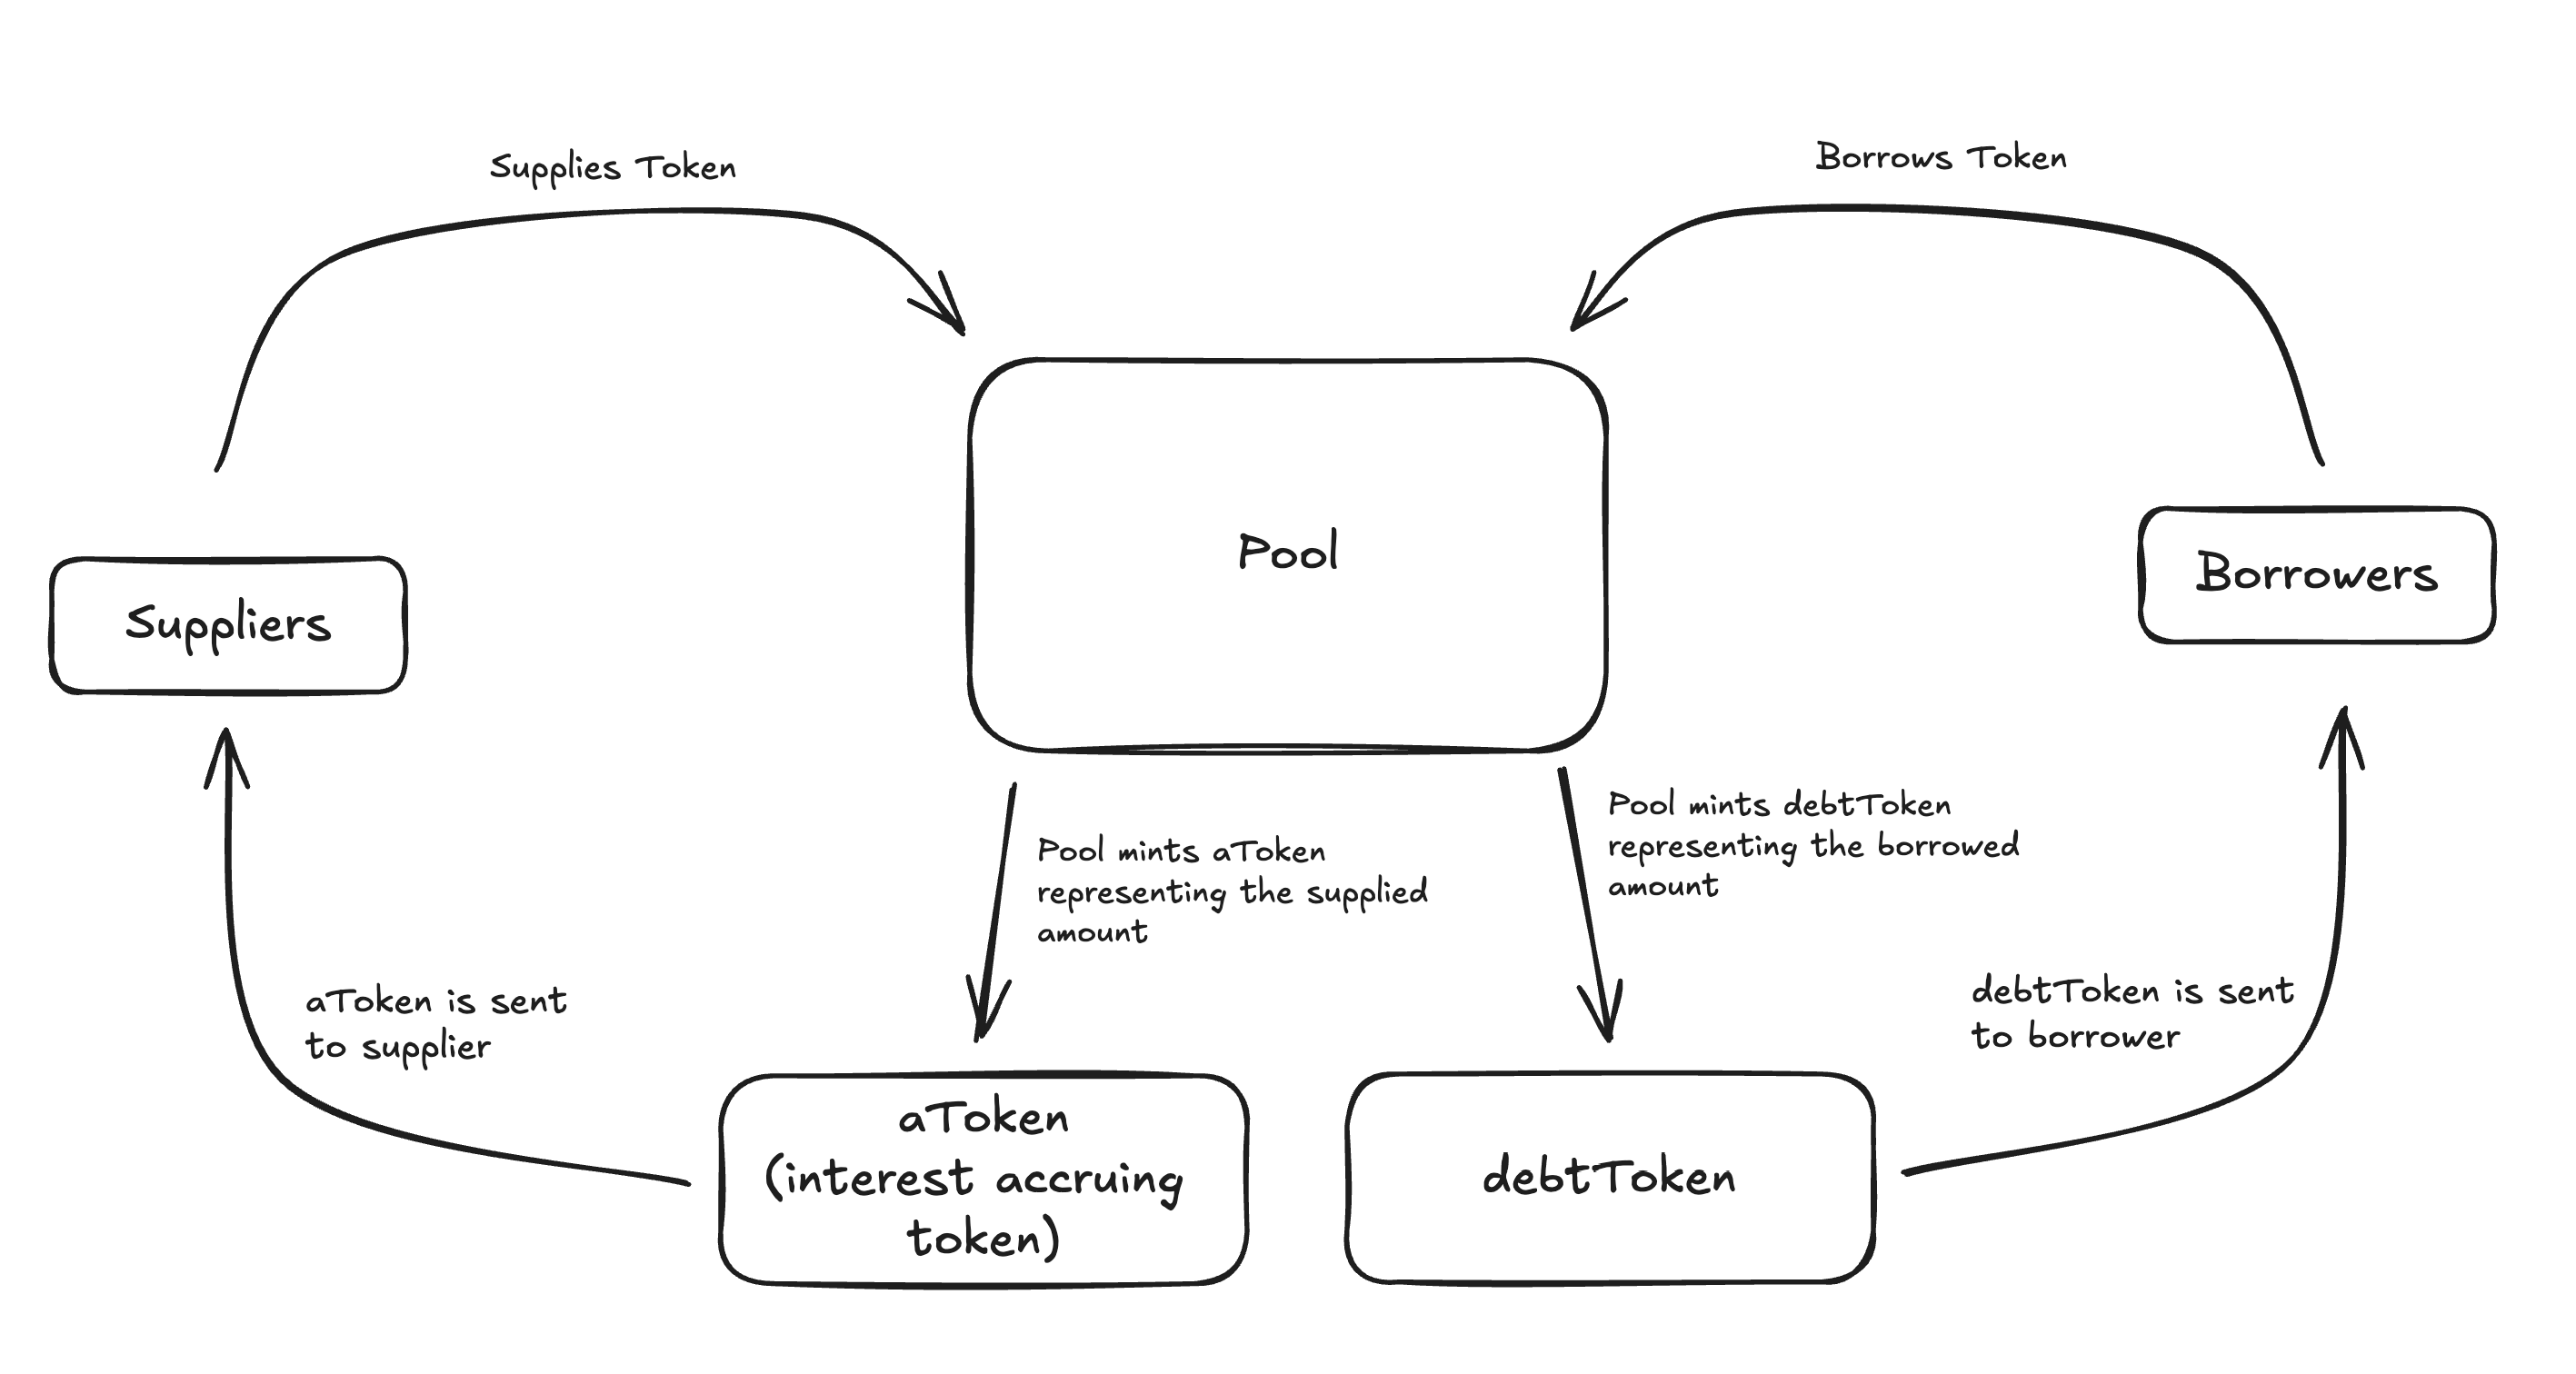 Supplies Token
Borrows Token
Pool
Suppliers
Borrowers
Pool mints aToken
representing the supplied
amount
Pool mints debtToken
representing the borrowed
amount
aToken is sent
to supplier
debtToken is sent
to borrower
aToken
(interest accruing
token)
debtToken